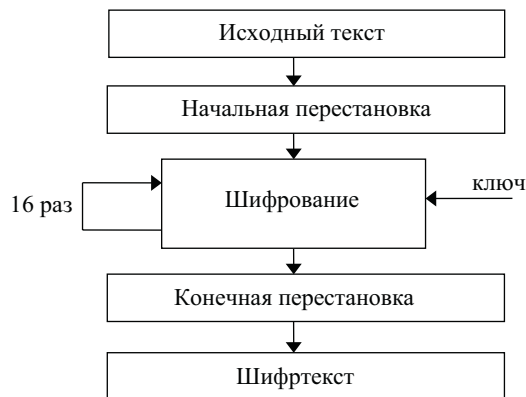 Исходный текст
Начальная перестановка
16 раз
Шифрование
ключ
Конечная перестановка
Шифртекст